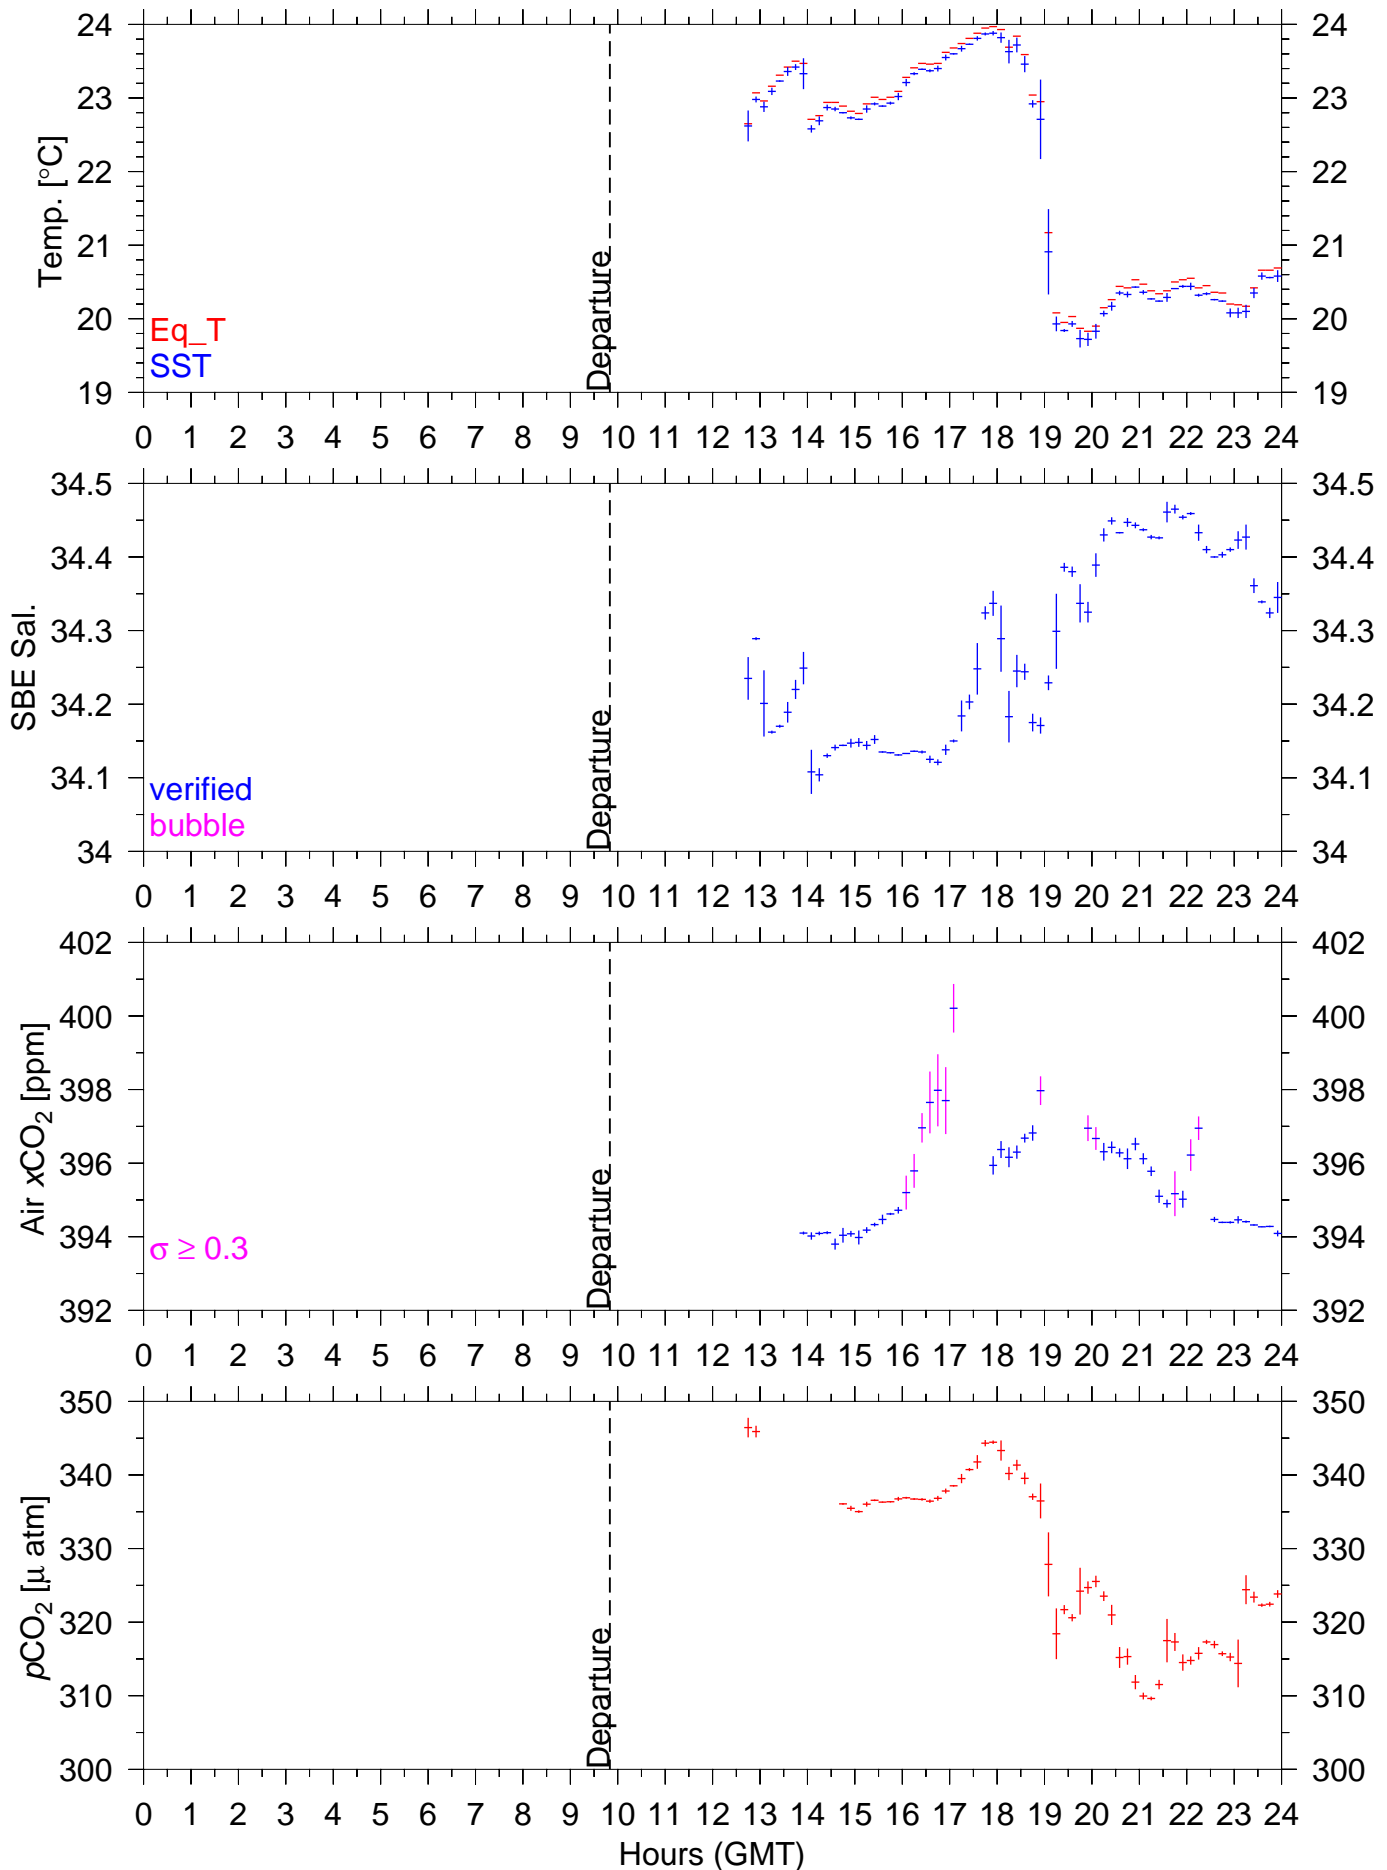 24 24
23 23
22 22
21 21
20 20
19 19
Temp. [°C]
Eq_T
SST
Departure
0 1 2 3 4 5 6 7 8 9 10 11 12 13 14 15 16 17 18 19 20 21 22 23 24
34.5 34.5
34.4 34.4
34.3 34.3
34.2 34.2
34.1 34.1
34 34
SBE Sal.
verified
bubble
Departure
0 1 2 3 4 5 6 7 8 9 10 11 12 13 14 15 16 17 18 19 20 21 22 23 24
402 402
400 400
398 398
396 396
394 394
392 392
Air xCO₂ [ppm]
σ ≥ 0.3
Departure
0 1 2 3 4 5 6 7 8 9 10 11 12 13 14 15 16 17 18 19 20 21 22 23 24
350 350
340 340
330 330
320 320
310 310
300 300
pCO₂ [µ atm]
Departure
0 1 2 3 4 5 6 7 8 9 10 11 12 13 14 15 16 17 18 19 20 21 22 23 24
Hours (GMT)